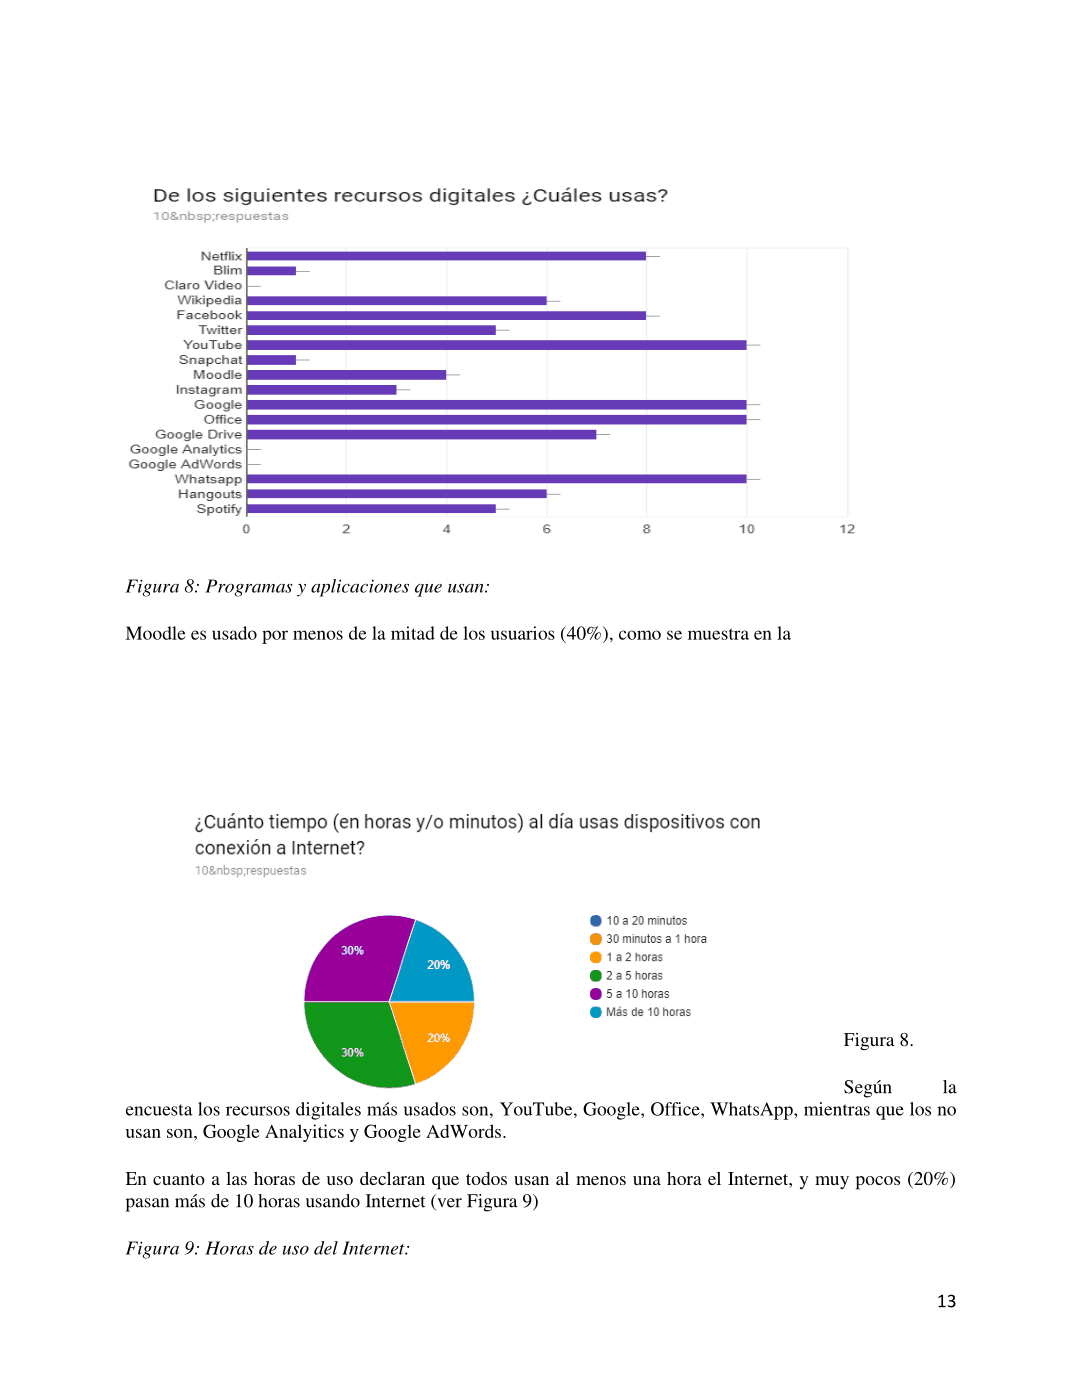 De los siguientes recursos digitales ¿Cuáles usas?
10&nbsp;respuestas
Netflix
Blim
Claro Video
Wikipedia
Facebook
Twitter
YouTube
Snapchat
Moodle
Instagram
Google
Office
Google Drive
Google Analytics
Google AdWords
Whatsapp
Hangouts
Spotify
0 2 4 6 8 10 12
Figura 8: Programas y aplicaciones que usan:
Moodle es usado por menos de la mitad de los usuarios (40%), como se muestra en la
¿Cuánto tiempo (en horas y/o minutos) al día usas dispositivos con
conexión a Internet?
10&nbsp;respuestas
30%
20%
30%
20%
10 a 20 minutos
30 minutos a 1 hora
1 a 2 horas
2 a 5 horas
5 a 10 horas
Más de 10 horas
Figura 8.
Según la
encuesta los recursos digitales más usados son, YouTube, Google, Office, WhatsApp, mientras que los no
usan son, Google Analyitics y Google AdWords.
En cuanto a las horas de uso declaran que todos usan al menos una hora el Internet, y muy pocos (20%)
pasan más de 10 horas usando Internet (ver Figura 9)
Figura 9: Horas de uso del Internet:
13